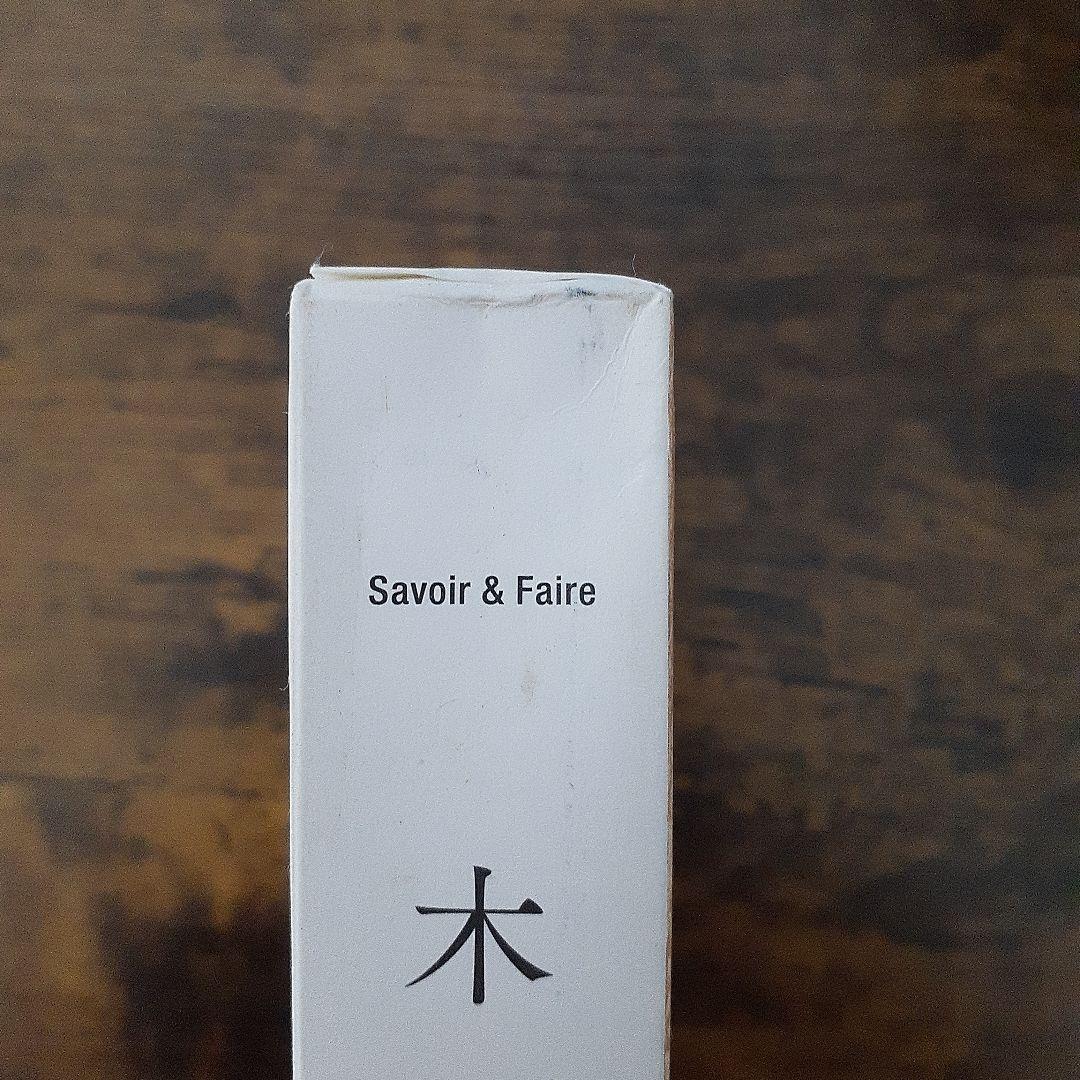 Savoir & Faire
木